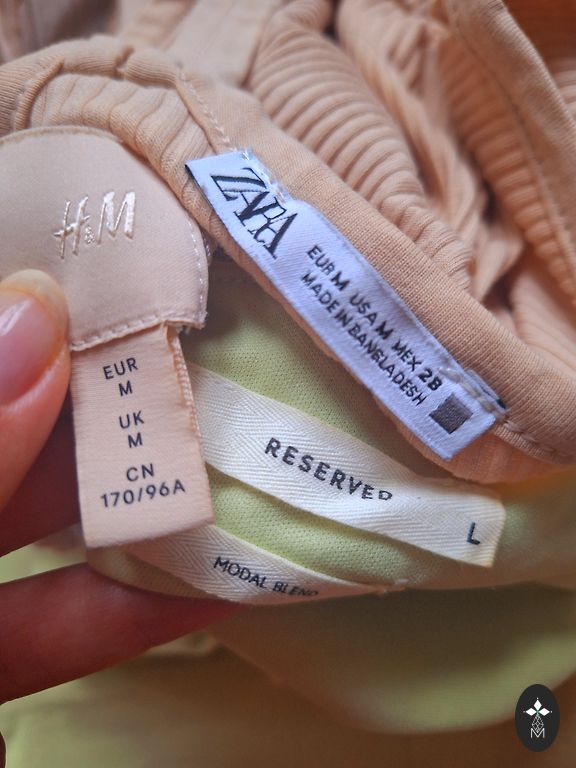 H&M
EUR
M
UK
M
CN
170/96A
ZARA
EUR M USA M MEX 28
MADE IN BANGLADESH
RESERVED
L
MODAL BLEND
M